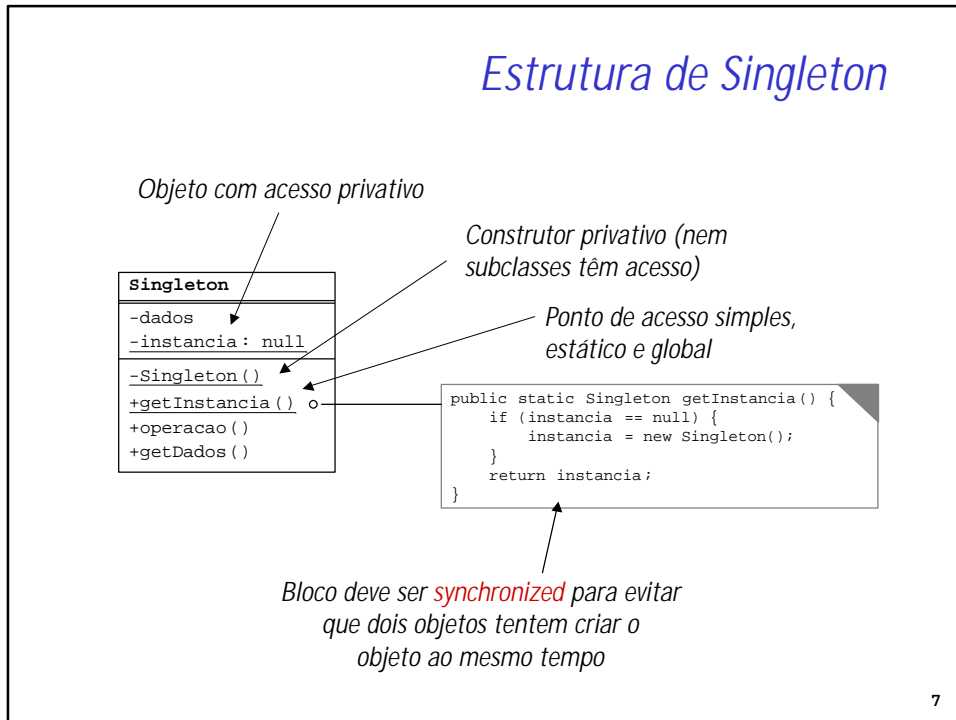 Estrutura de Singleton
Objeto com acesso privativo
Construtor privativo (nem
subclasses têm acesso)
Ponto de acesso simples,
estático e global
Singleton
-dados
-instancia: null
-Singleton()
+getInstancia()
+operacao()
+getDados()
public static Singleton getInstancia() {
    if (instancia == null) {
        instancia = new Singleton();
    }
    return instancia;
}
Bloco deve ser synchronized para evitar
que dois objetos tentem criar o
objeto ao mesmo tempo
7